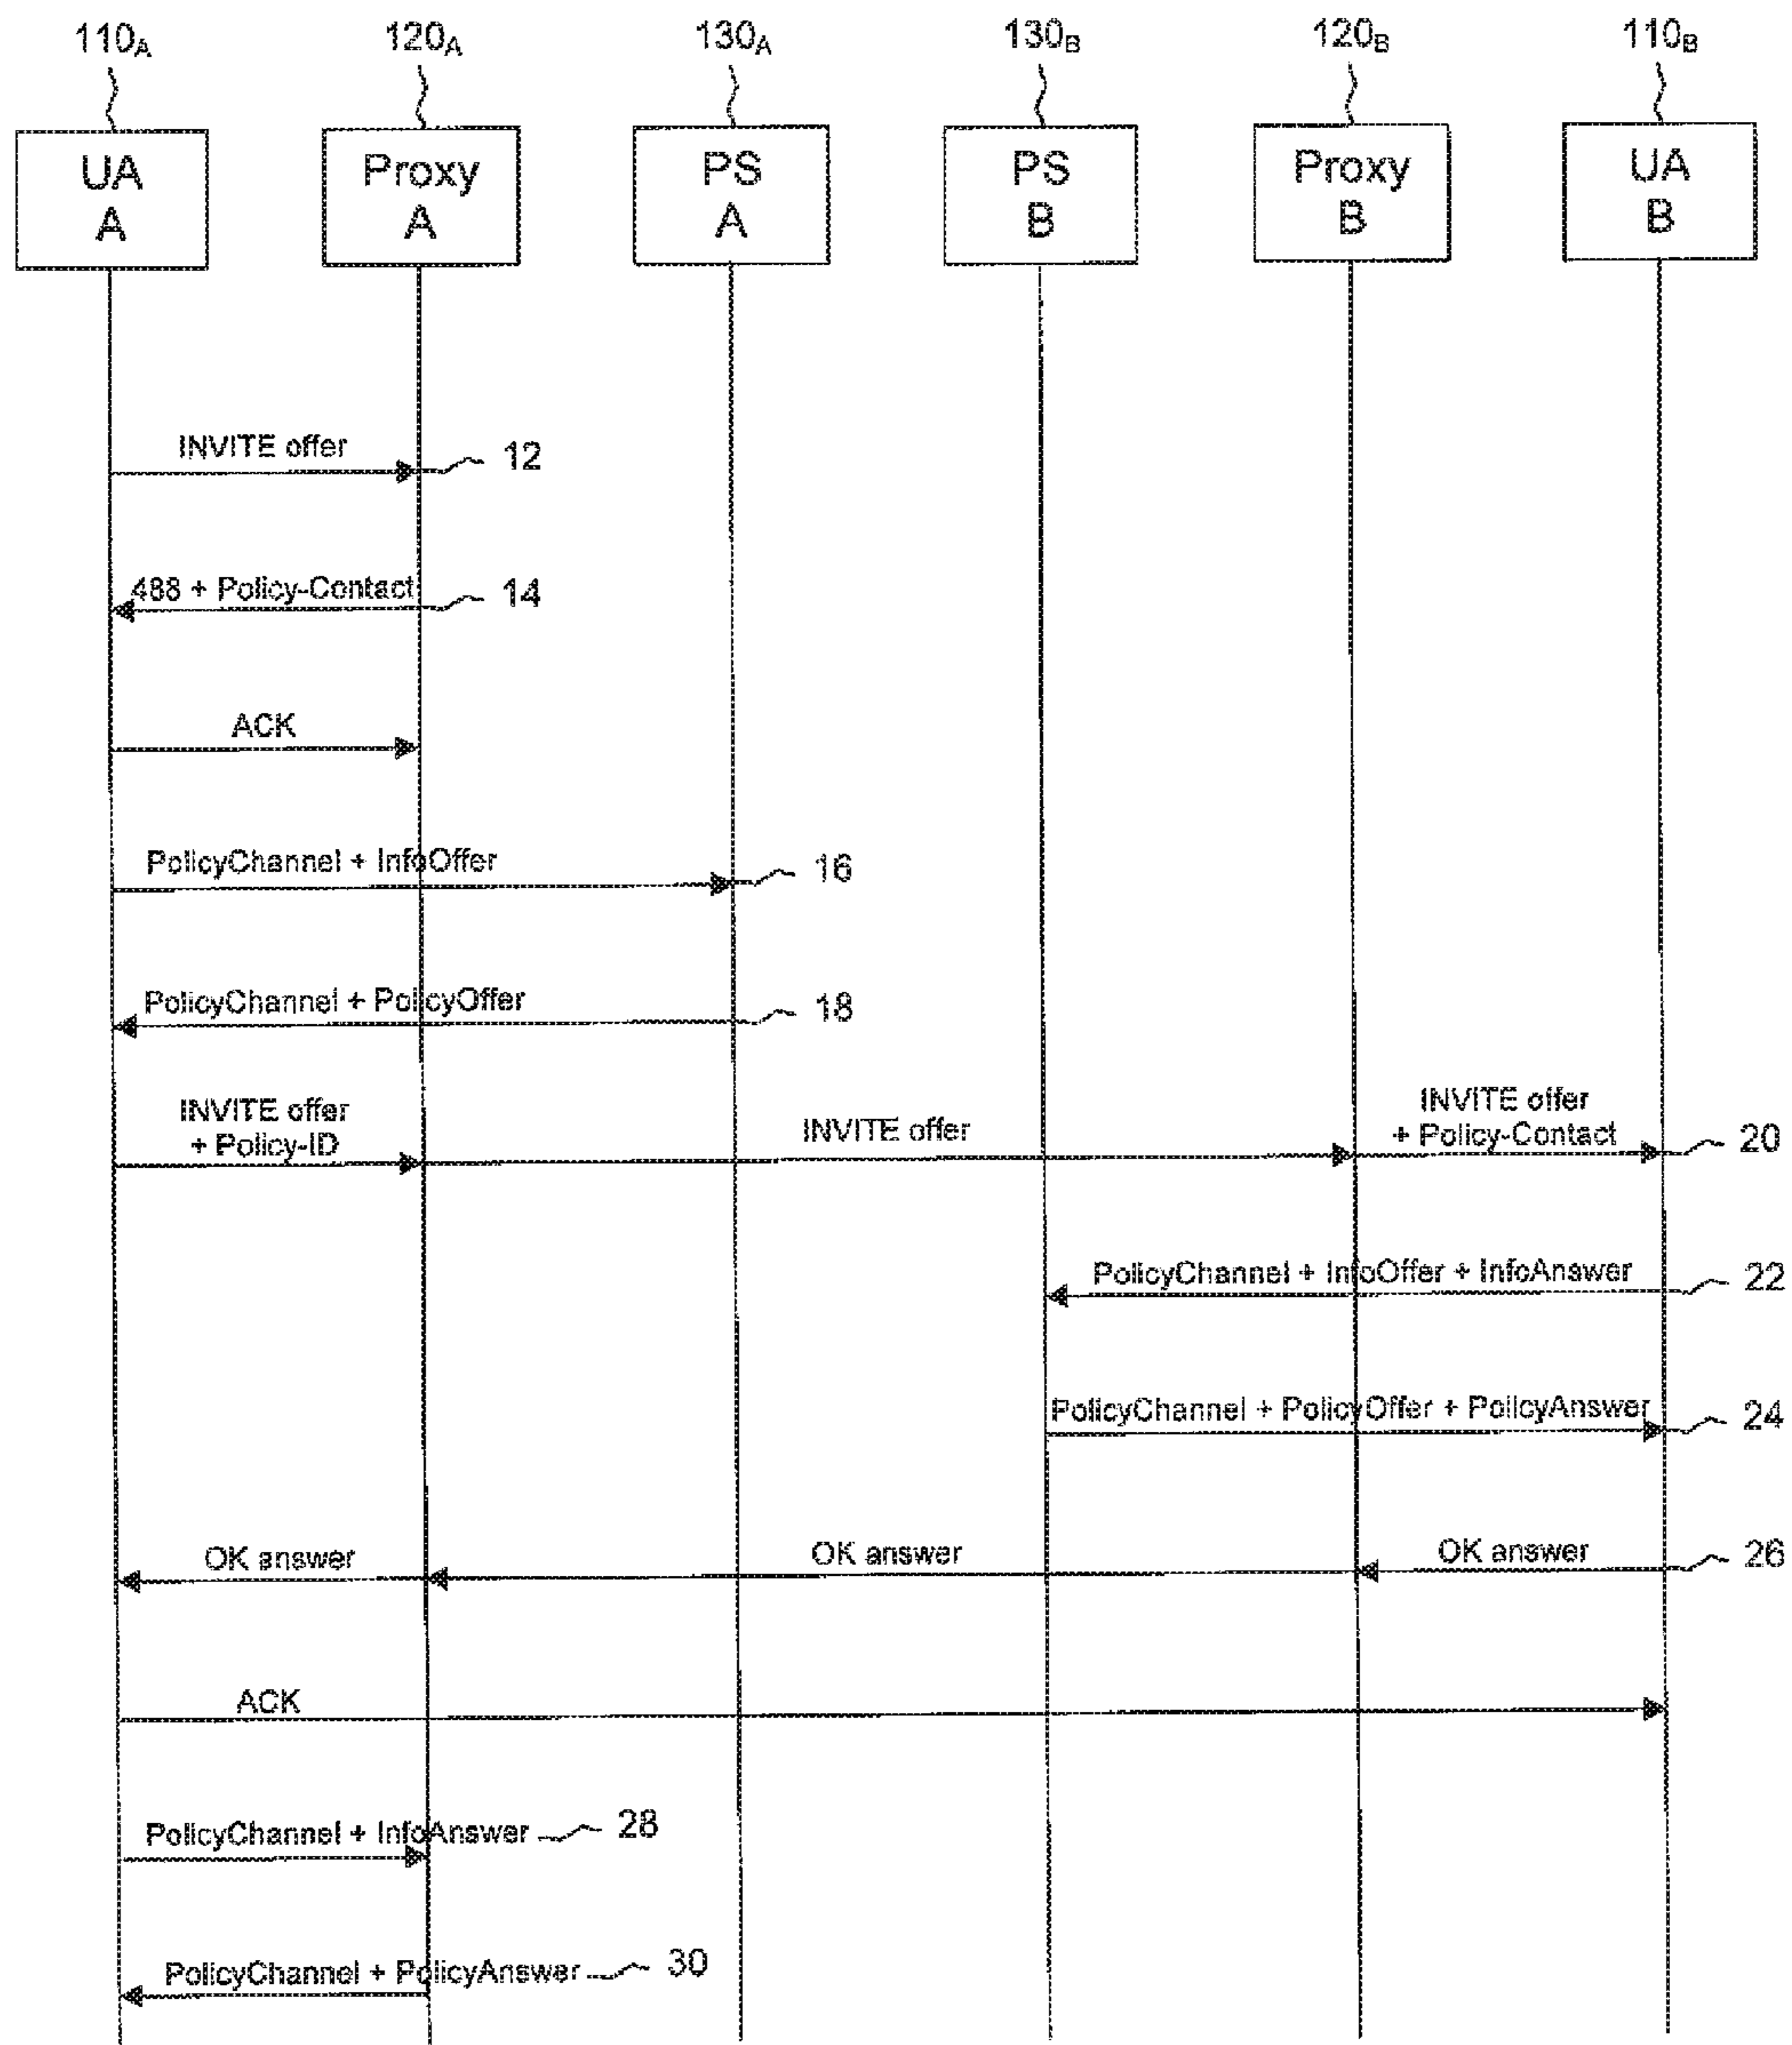 110A 120A 130A 130B 120B 110B
UA Proxy PS PS Proxy UA
A A A B B B
INVITE offer 12
488 + Policy-Contact 14
ACK
PolicyChannel + InfoOffer 16
PolicyChannel + PolicyOffer 18
INVITE offer
+ Policy-ID
INVITE offer
INVITE offer
+ Policy-Contact 20
PolicyChannel + InfoOffer + InfoAnswer 22
PolicyChannel + PolicyOffer + PolicyAnswer 24
OK answer OK answer OK answer 26
ACK
PolicyChannel + InfoAnswer 28
PolicyChannel + PolicyAnswer 30